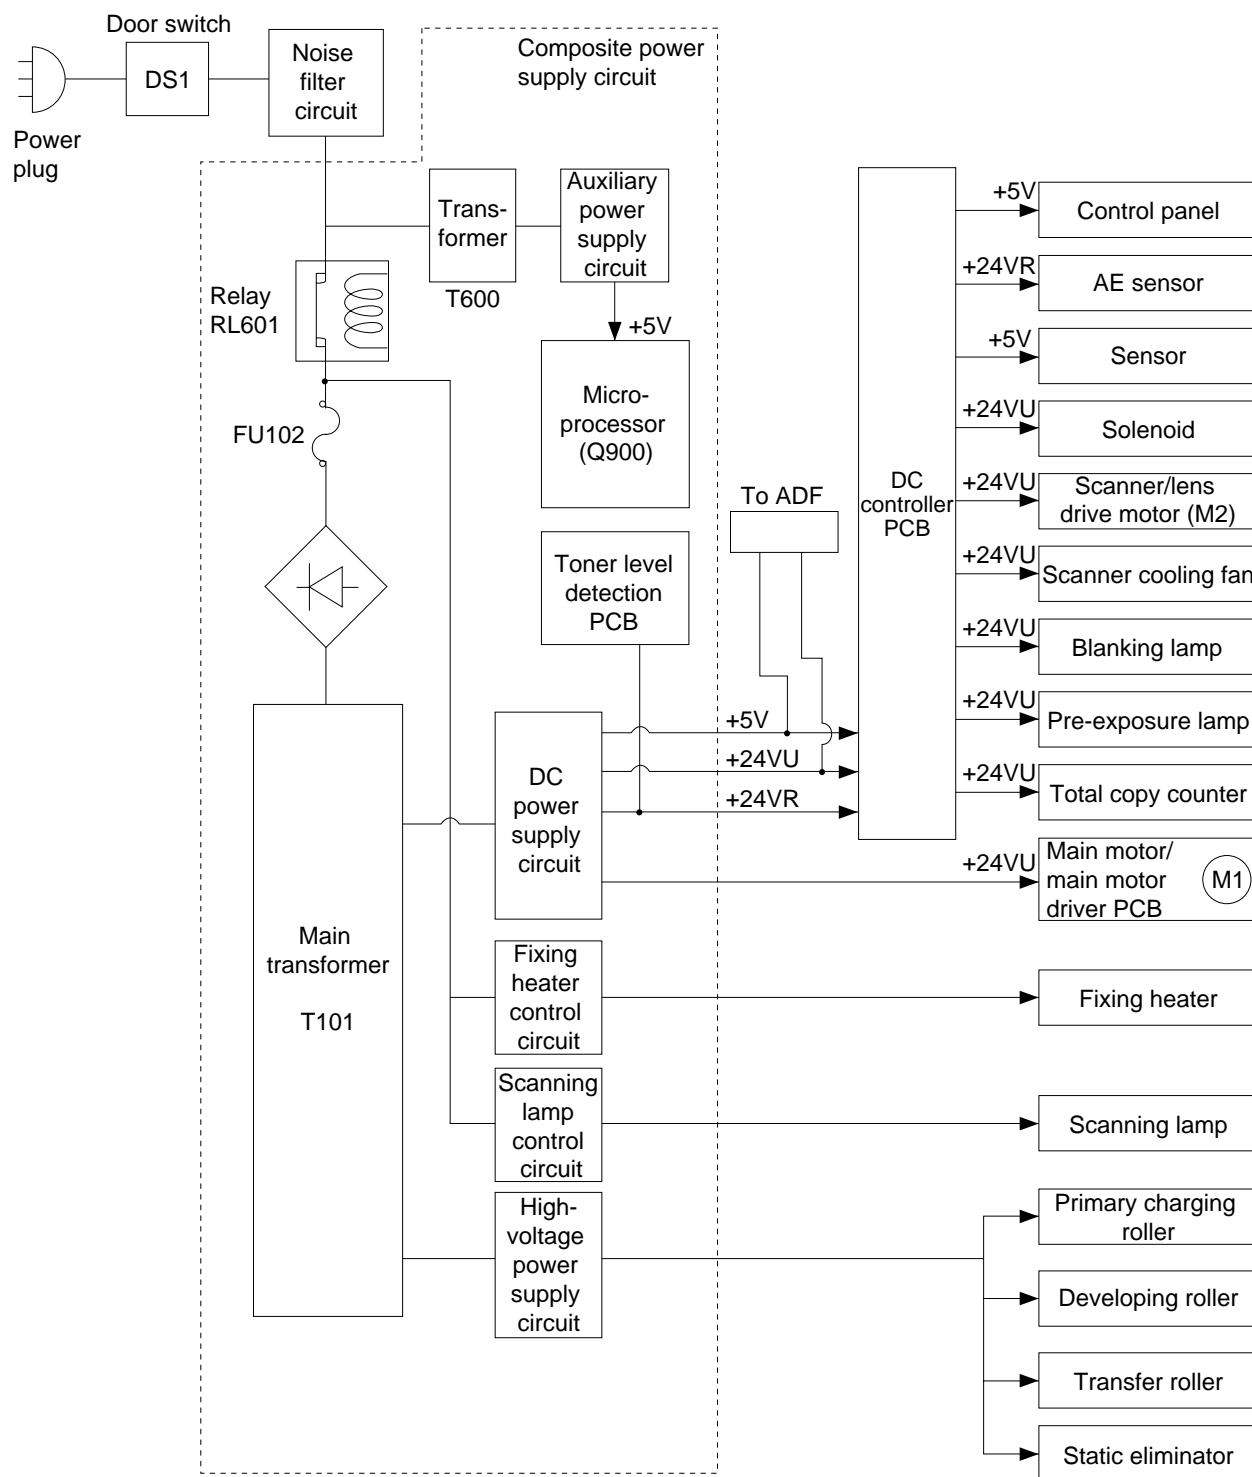 Door switch
DS1
Power
plug
Noise
filter
circuit
Composite power
supply circuit
Trans-
former
T600
Auxiliary
power
supply
circuit
Relay
RL601
+5V
Micro-
processor
(Q900)
FU102
Toner level
detection
PCB
To ADF
DC
controller
PCB
+5V
Control panel
+24VR
AE sensor
+5V
Sensor
+24VU
Solenoid
+24VU
Scanner/lens
drive motor (M2)
+24VU
Scanner cooling fan
+24VU
Blanking lamp
+24VU
Pre-exposure lamp
+24VU
Total copy counter
+5V
+24VU
+24VR
DC
power
supply
circuit
+24VU
Main motor/
main motor
driver PCB
M1
Main
transformer
T101
Fixing
heater
control
circuit
Fixing heater
Scanning
lamp
control
circuit
Scanning lamp
High-
voltage
power
supply
circuit
Primary charging
roller
Developing roller
Transfer roller
Static eliminator